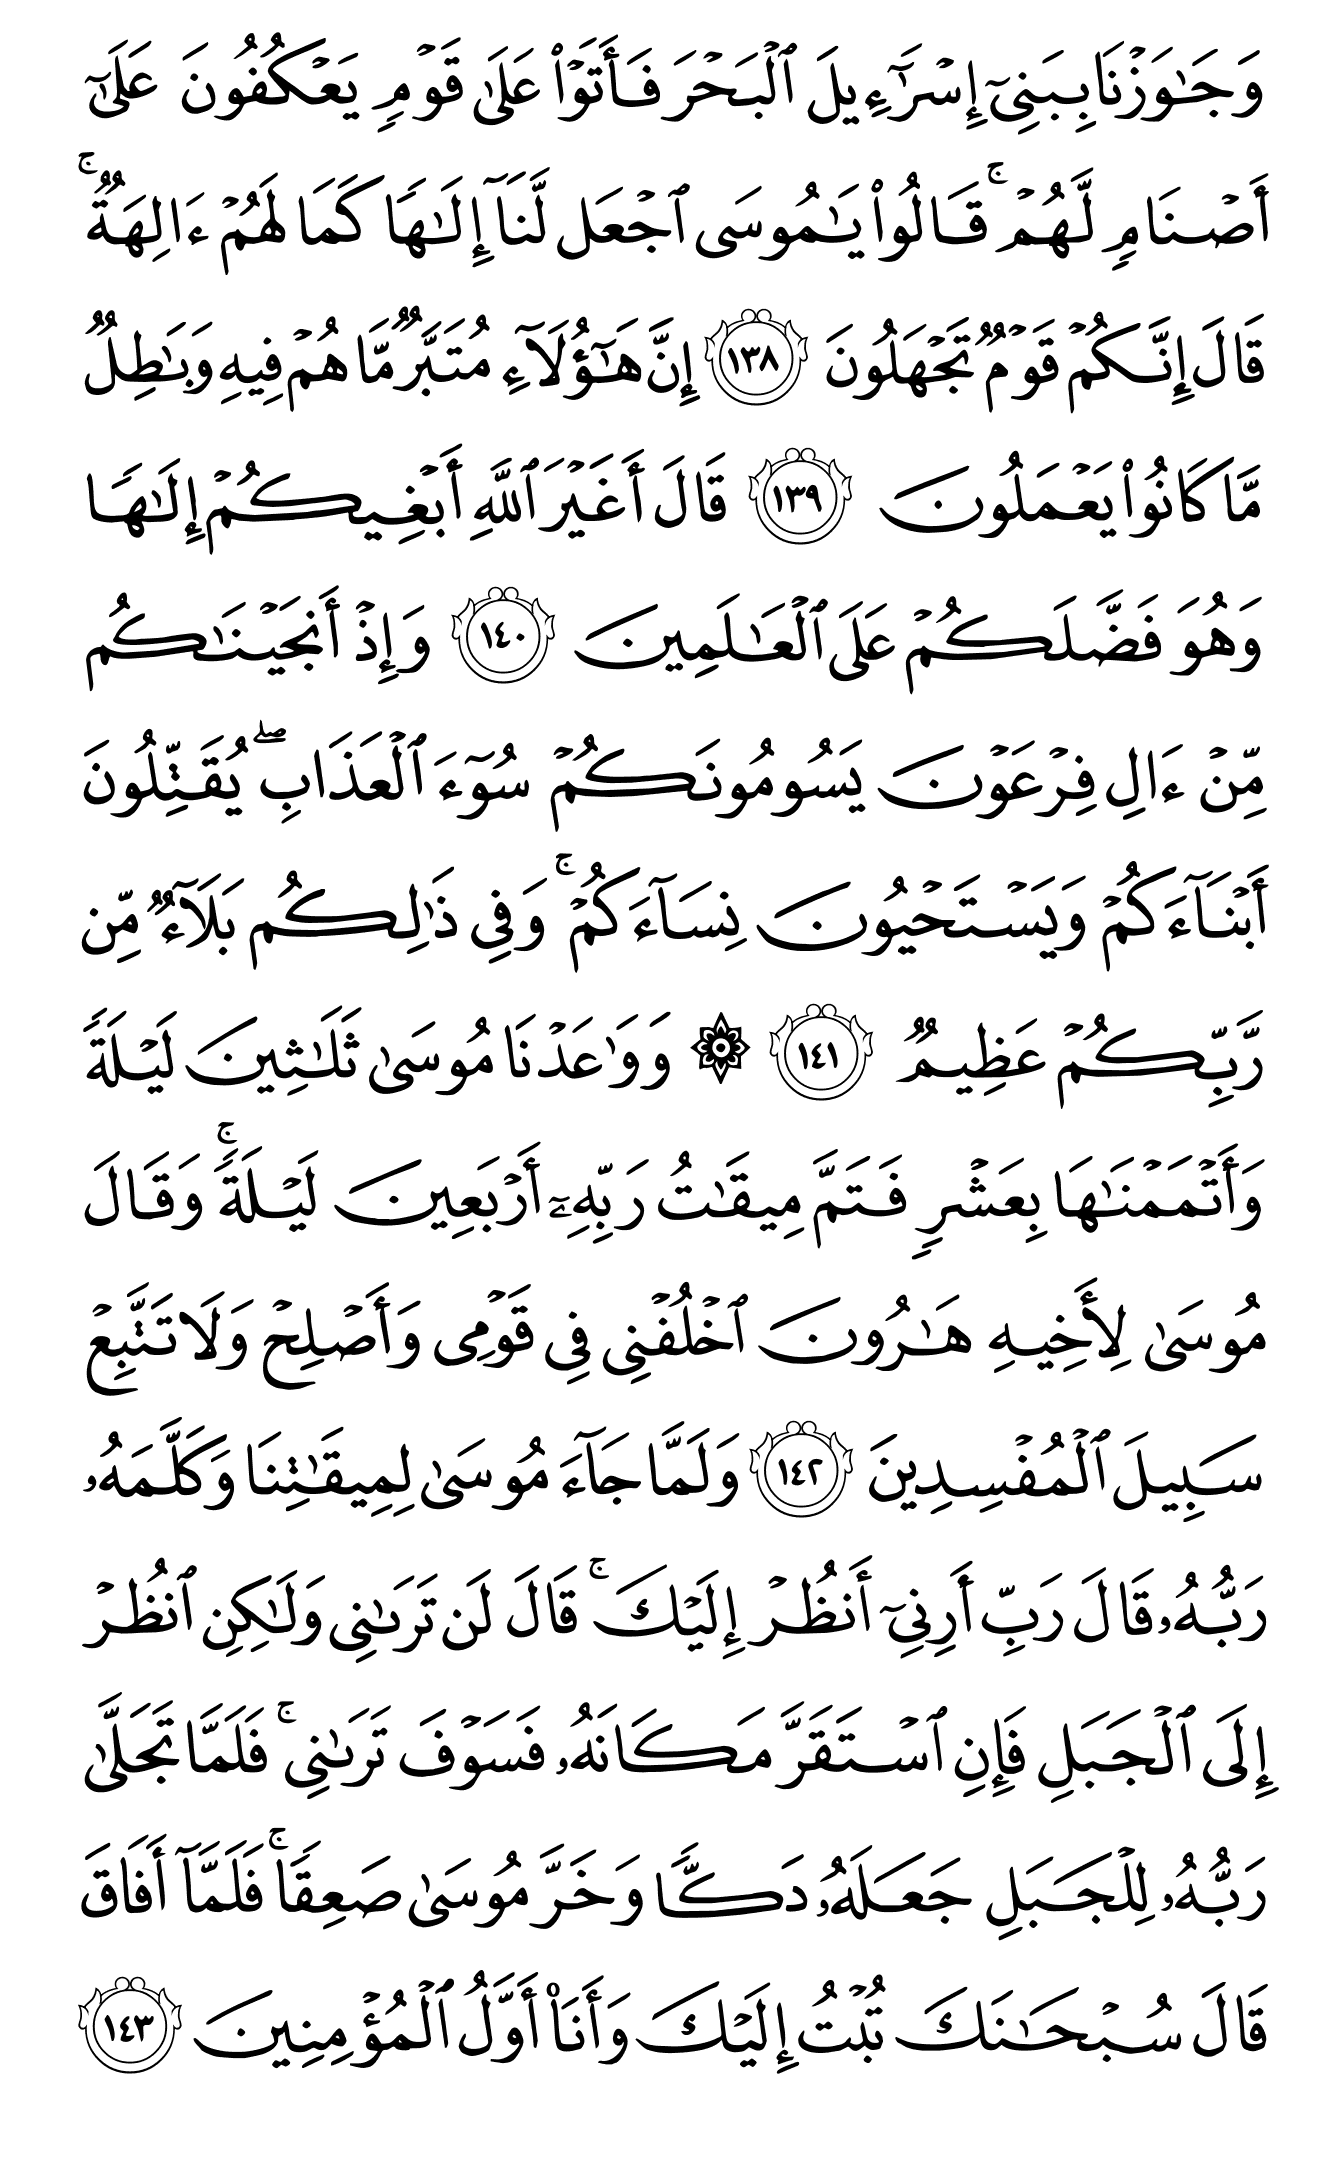 وَجَٰوَزْنَا بِبَنِىٓ إِسْرَٰٓءِيلَ ٱلْبَحْرَ فَأَتَوْا۟ عَلَىٰ قَوْمٍ يَعْكُفُونَ عَلَىٰٓ
أَصْنَامٍ لَّهُمْ ۚ قَالُوا۟ يَٰمُوسَى ٱجْعَل لَّنَآ إِلَٰهًا كَمَا لَهُمْ ءَالِهَةٌ ۚ
قَالَ إِنَّكُمْ قَوْمٌ تَجْهَلُونَ ١٣٨ إِنَّ هَٰٓؤُلَآءِ مُتَبَّرٌ مَّا هُمْ فِيهِ وَبَٰطِلٌ
مَّا كَانُوا۟ يَعْمَلُونَ ١٣٩ قَالَ أَغَيْرَ ٱللَّهِ أَبْغِيكُمْ إِلَٰهًا
وَهُوَ فَضَّلَكُمْ عَلَى ٱلْعَٰلَمِينَ ١٤٠ وَإِذْ أَنجَيْنَٰكُم
مِّنْ ءَالِ فِرْعَوْنَ يَسُومُونَكُمْ سُوٓءَ ٱلْعَذَابِ ۖ يُقَتِّلُونَ
أَبْنَآءَكُمْ وَيَسْتَحْيُونَ نِسَآءَكُمْ ۚ وَفِى ذَٰلِكُم بَلَآءٌ مِّن
رَّبِّكُمْ عَظِيمٌ ١٤١ ۞ وَوَٰعَدْنَا مُوسَىٰ ثَلَٰثِينَ لَيْلَةً
وَأَتْمَمْنَٰهَا بِعَشْرٍ فَتَمَّ مِيقَٰتُ رَبِّهِۦٓ أَرْبَعِينَ لَيْلَةً ۚ وَقَالَ
مُوسَىٰ لِأَخِيهِ هَٰرُونَ ٱخْلُفْنِى فِى قَوْمِى وَأَصْلِحْ وَلَا تَتَّبِعْ
سَبِيلَ ٱلْمُفْسِدِينَ ١٤٢ وَلَمَّا جَآءَ مُوسَىٰ لِمِيقَٰتِنَا وَكَلَّمَهُۥ
رَبُّهُۥ قَالَ رَبِّ أَرِنِىٓ أَنظُرْ إِلَيْكَ ۚ قَالَ لَن تَرَىٰنِى وَلَٰكِنِ ٱنظُرْ
إِلَى ٱلْجَبَلِ فَإِنِ ٱسْتَقَرَّ مَكَانَهُۥ فَسَوْفَ تَرَىٰنِى ۚ فَلَمَّا تَجَلَّىٰ
رَبُّهُۥ لِلْجَبَلِ جَعَلَهُۥ دَكًّا وَخَرَّ مُوسَىٰ صَعِقًا ۚ فَلَمَّآ أَفَاقَ
قَالَ سُبْحَٰنَكَ تُبْتُ إِلَيْكَ وَأَنَا۠ أَوَّلُ ٱلْمُؤْمِنِينَ ١٤٣